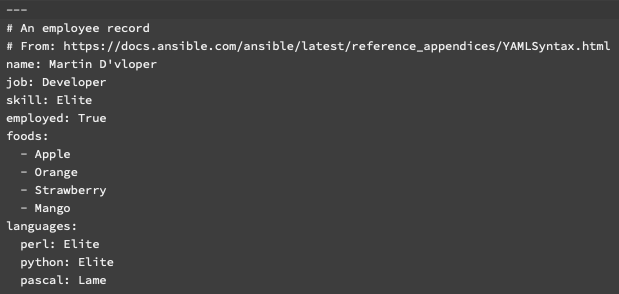 ---
# An employee record
# From: https://docs.ansible.com/ansible/latest/reference_appendices/YAMLSyntax.html
name: Martin D'vloper
job: Developer
skill: Elite
employed: True
foods:
  - Apple
  - Orange
  - Strawberry
  - Mango
languages:
  perl: Elite
  python: Elite
  pascal: Lame